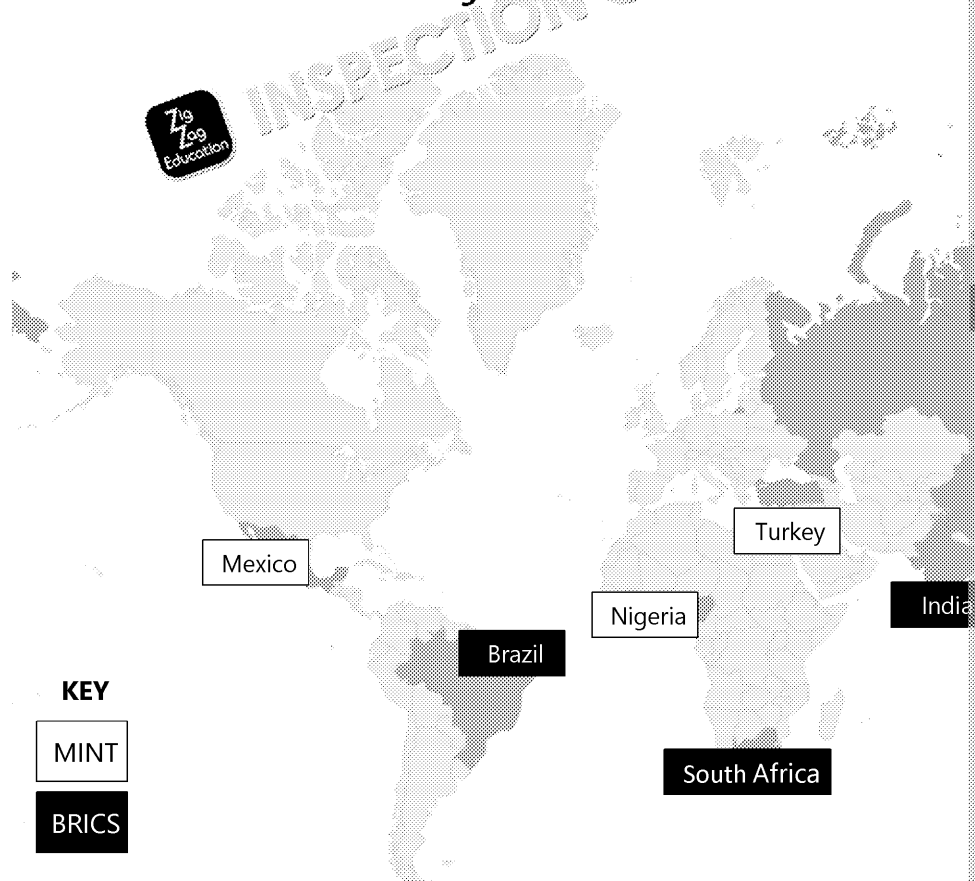 INSPECTION
Zig
Zag
Education
Mexico
Turkey
Nigeria
India
Brazil
South Africa
KEY
MINT
BRICS